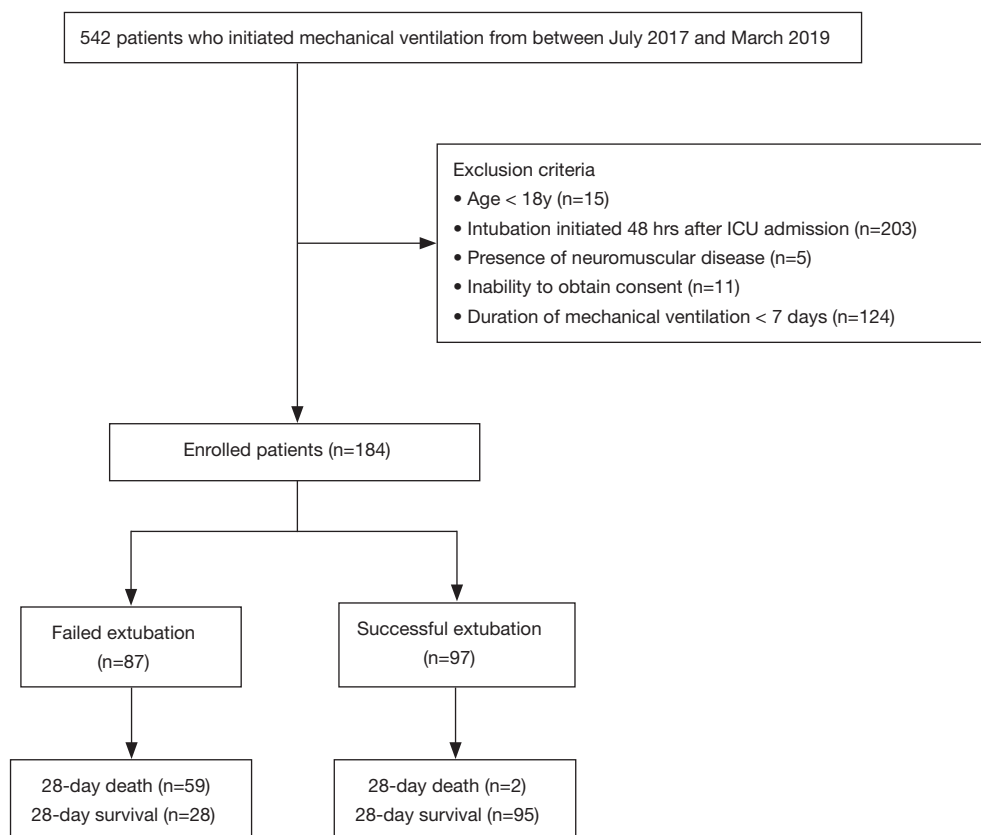 542 patients who initiated mechanical ventilation from between July 2017 and March 2019
Exclusion criteria
• Age < 18y (n=15)
• Intubation initiated 48 hrs after ICU admission (n=203)
• Presence of neuromuscular disease (n=5)
• Inability to obtain consent (n=11)
• Duration of mechanical ventilation < 7 days (n=124)
Enrolled patients (n=184)
Failed extubation
(n=87)
Successful extubation
(n=97)
28-day death (n=59)
28-day survival (n=28)
28-day death (n=2)
28-day survival (n=95)